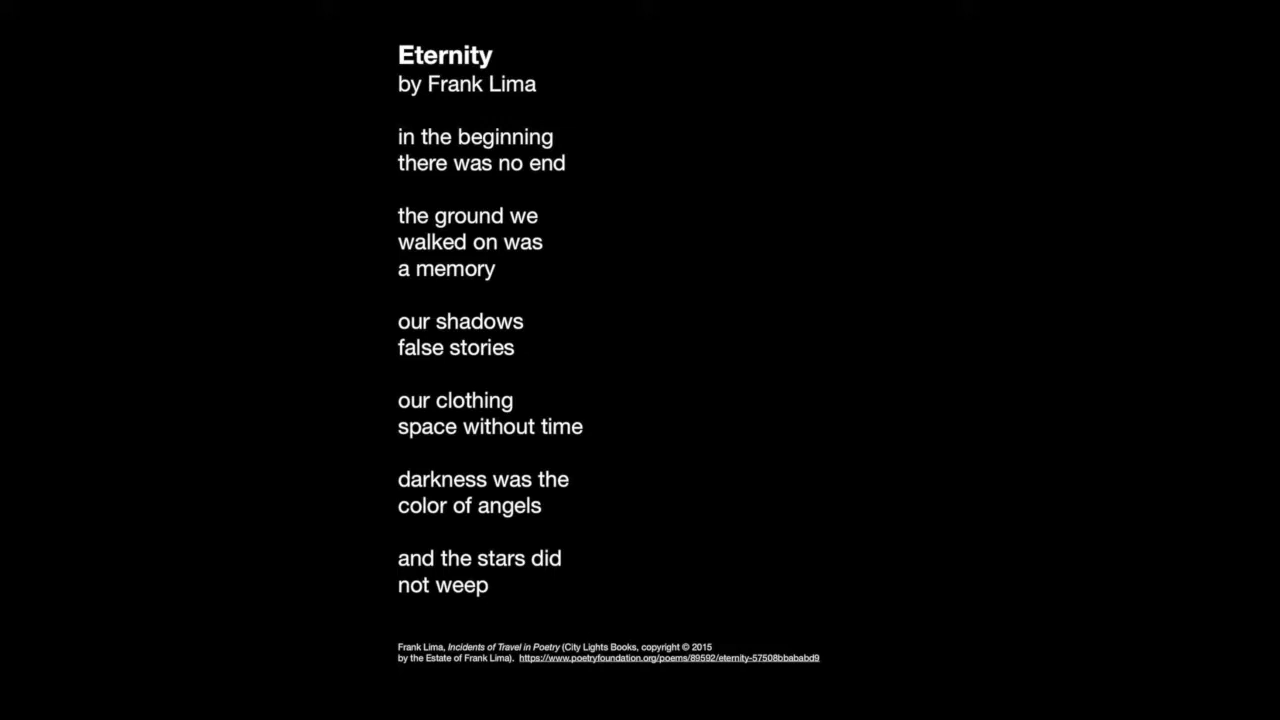 Eternity
by Frank Lima
in the beginning
there was no end
the ground we
walked on was
a memory
our shadows
false stories
our clothing
space without time
darkness was the
color of angels
and the stars did
not weep
Frank Lima, Incidents of Travel in Poetry (City Lights Books, copyright © 2015
by the Estate of Frank Lima). https://www.poetryfoundation.org/poems/89592/eternity-57508bbababd9